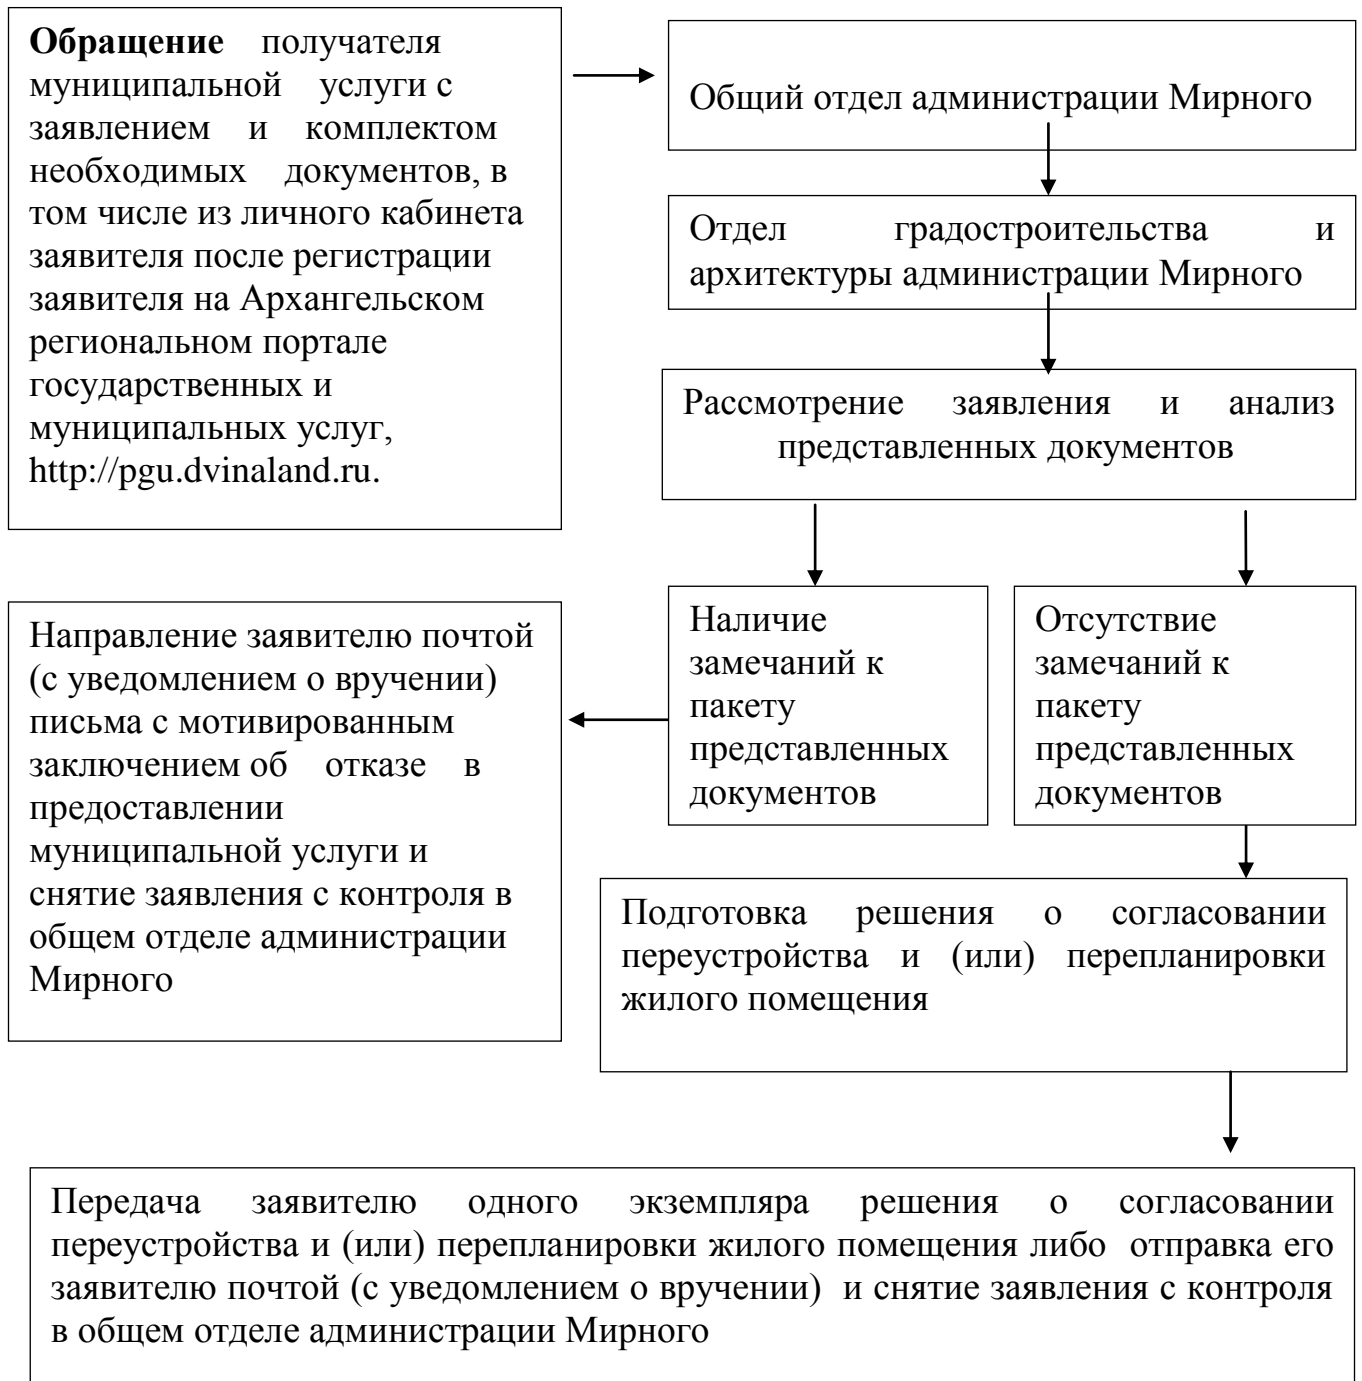 Обращение получателя
муниципальной услуги с
заявлением и комплектом
необходимых документов, в
том числе из личного кабинета
заявителя после регистрации
заявителя на Архангельском
региональном портале
государственных и
муниципальных услуг,
http://pgu.dvinaland.ru.
Общий отдел администрации Мирного
Отдел градостроительства и
архитектуры администрации Мирного
Рассмотрение заявления и анализ
представленных документов
Наличие
замечаний к
пакету
представленных
документов
Отсутствие
замечаний к
пакету
представленных
документов
Направление заявителю почтой
(с уведомлением о вручении)
письма с мотивированным
заключением об отказе в
предоставлении
муниципальной услуги и
снятие заявления с контроля в
общем отделе администрации
Мирного
Подготовка решения о согласовании
переустройства и (или) перепланировки
жилого помещения
Передача заявителю одного экземпляра решения о согласовании
переустройства и (или) перепланировки жилого помещения либо отправка его
заявителю почтой (с уведомлением о вручении) и снятие заявления с контроля
в общем отделе администрации Мирного